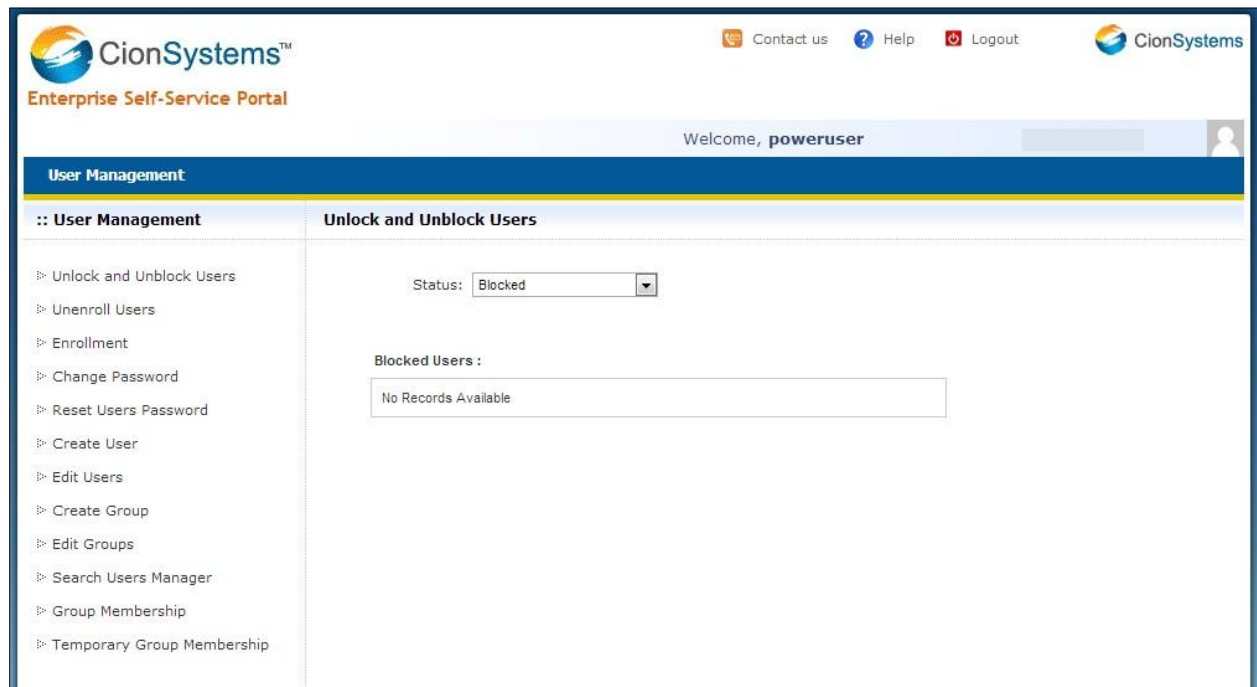 CionSystems™
Enterprise Self-Service Portal
Contact us
Help
Logout
CionSystems
Welcome, poweruser
User Management
:: User Management
Unlock and Unblock Users
Unlock and Unblock Users
Unenroll Users
Enrollment
Change Password
Reset Users Password
Create User
Edit Users
Create Group
Edit Groups
Search Users Manager
Group Membership
Temporary Group Membership
Status: Blocked
Blocked Users :
No Records Available